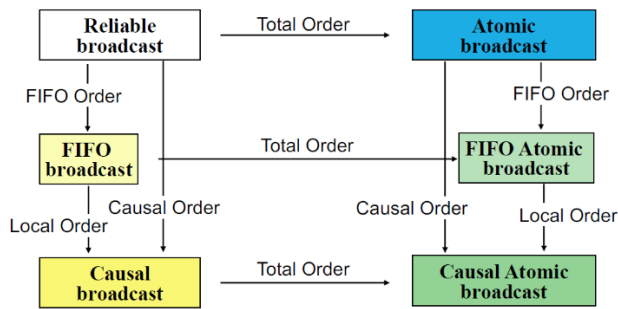 Reliable
broadcast
Total Order
Atomic
broadcast
FIFO Order
FIFO Order
FIFO
broadcast
Total Order
FIFO Atomic
broadcast
Local Order
Causal Order
Causal Order
Local Order
Causal
broadcast
Total Order
Causal Atomic
broadcast